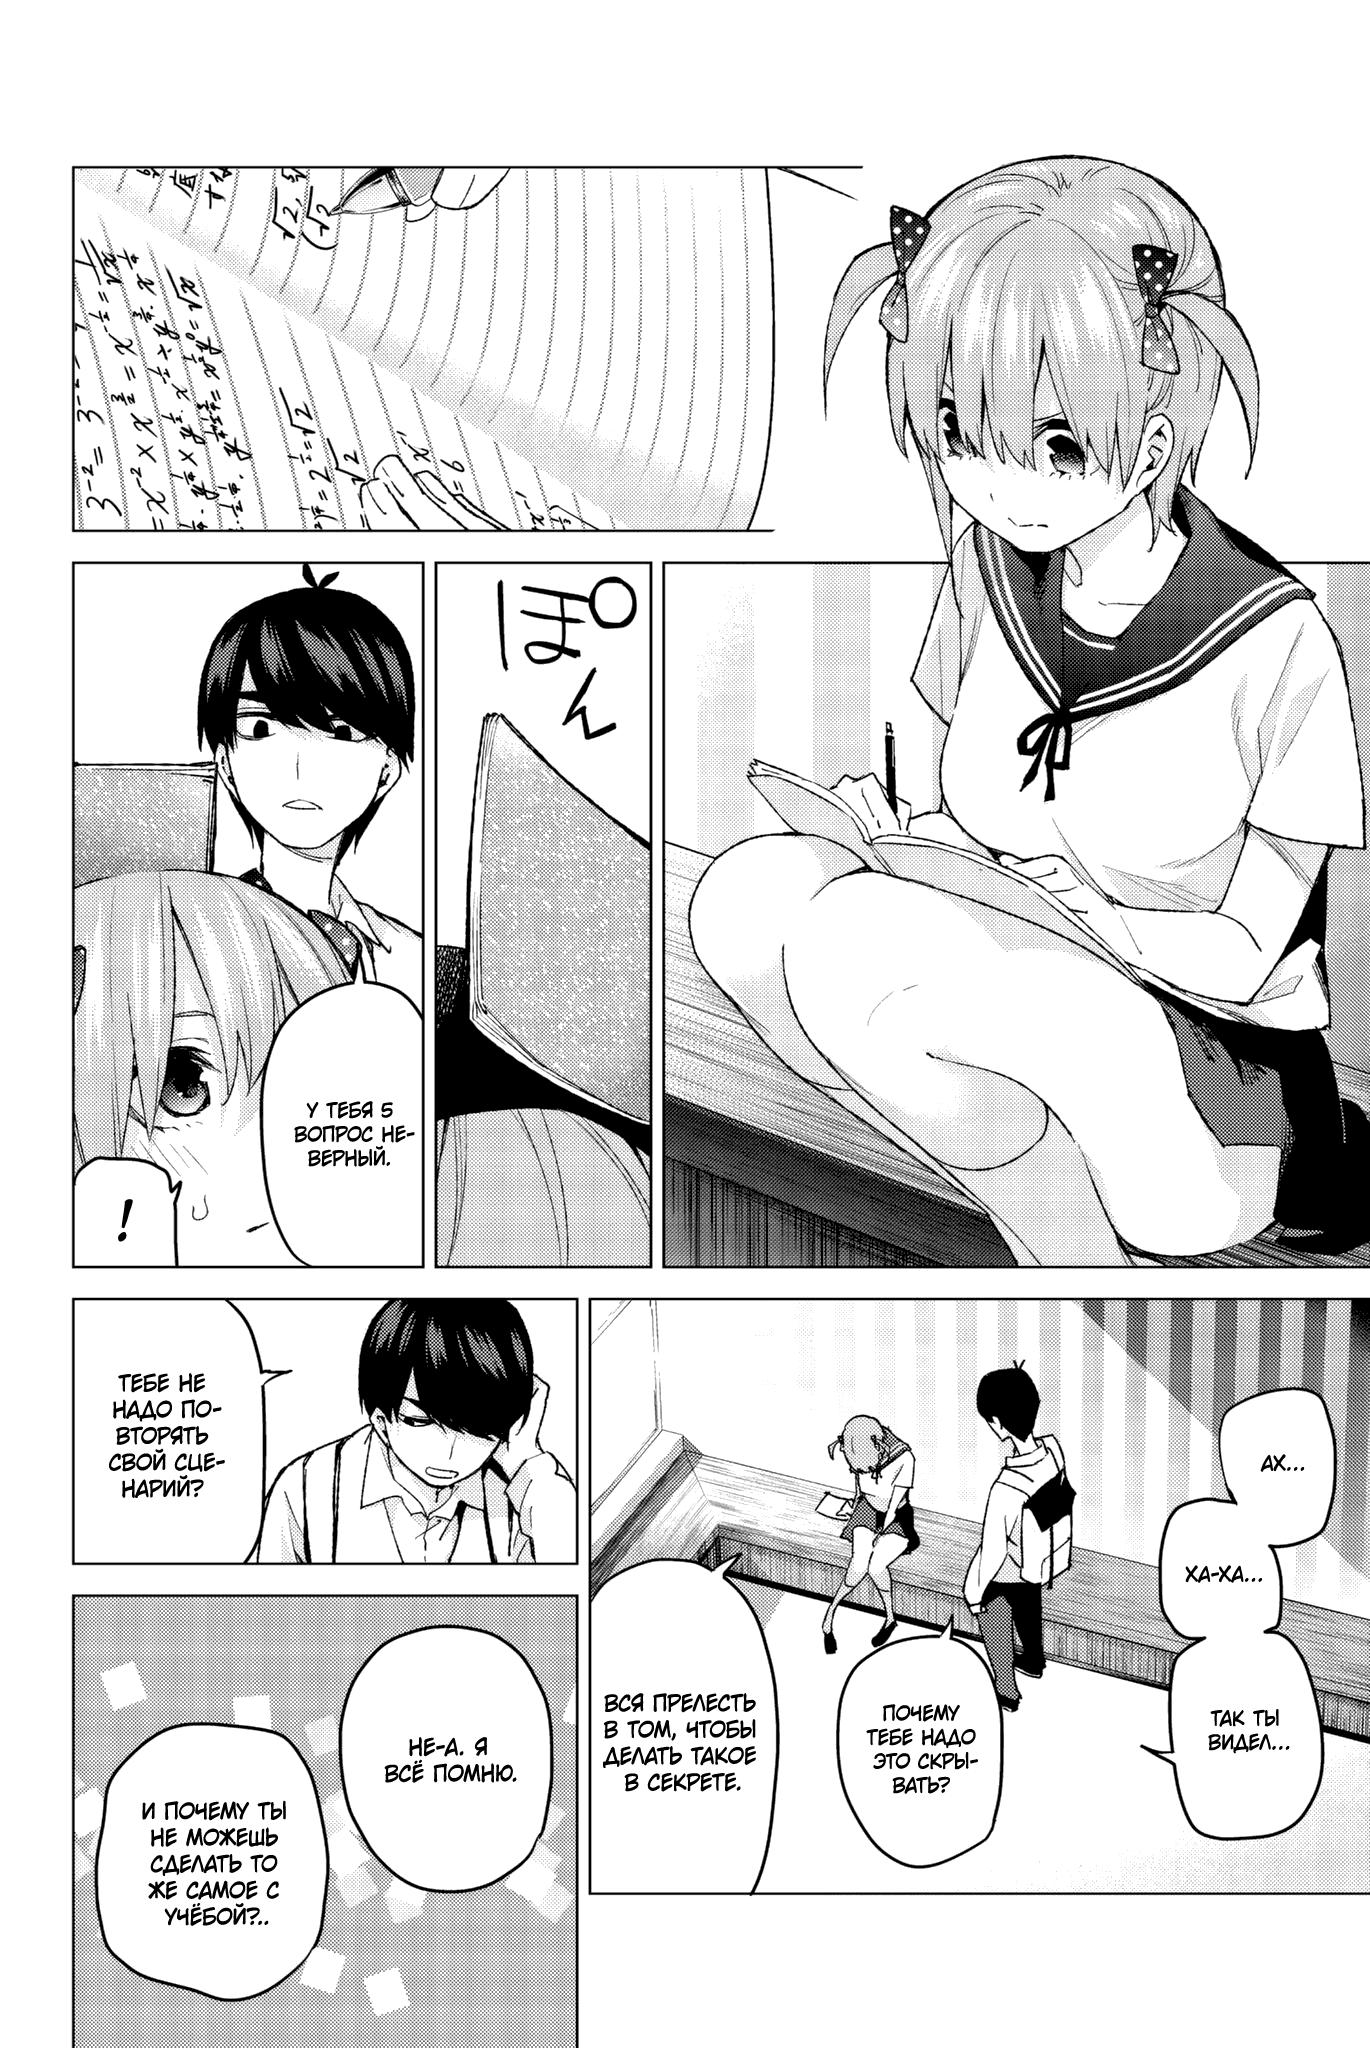 ぽん
У ТЕБЯ 5
ВОПРОС НЕ-
ВЕРНЫЙ.
!
АХ...
ХА-ХА...
ТАК ТЫ
ВИДЕЛ...
ПОЧЕМУ
ТЕБЕ НАДО
ЭТО СКРЫ-
ВАТЬ?
ВСЯ ПРЕЛЕСТЬ
В ТОМ, ЧТОБЫ
ДЕЛАТЬ ТАКОЕ
В СЕКРЕТЕ.
ТЕБЕ НЕ
НАДО ПО-
ВТОРЯТЬ
СВОЙ СЦЕ-
НАРИЙ?
НЕ-А. Я
ВСЁ ПОМНЮ.
И ПОЧЕМУ ТЫ
НЕ МОЖЕШЬ
СДЕЛАТЬ ТО
ЖЕ САМОЕ С
УЧЁБОЙ?..